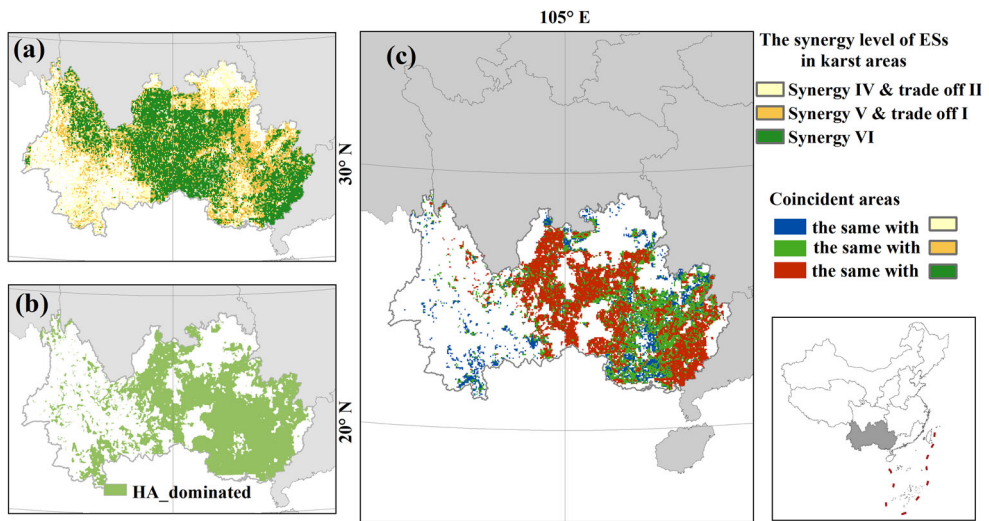 105° E
(a)
(c)
The synergy level of ESs
in karst areas
Synergy IV & trade off II
Synergy V & trade off I
Synergy VI
30° N
Coincident areas
the same with
the same with
the same with
(b)
20° N
HA_dominated